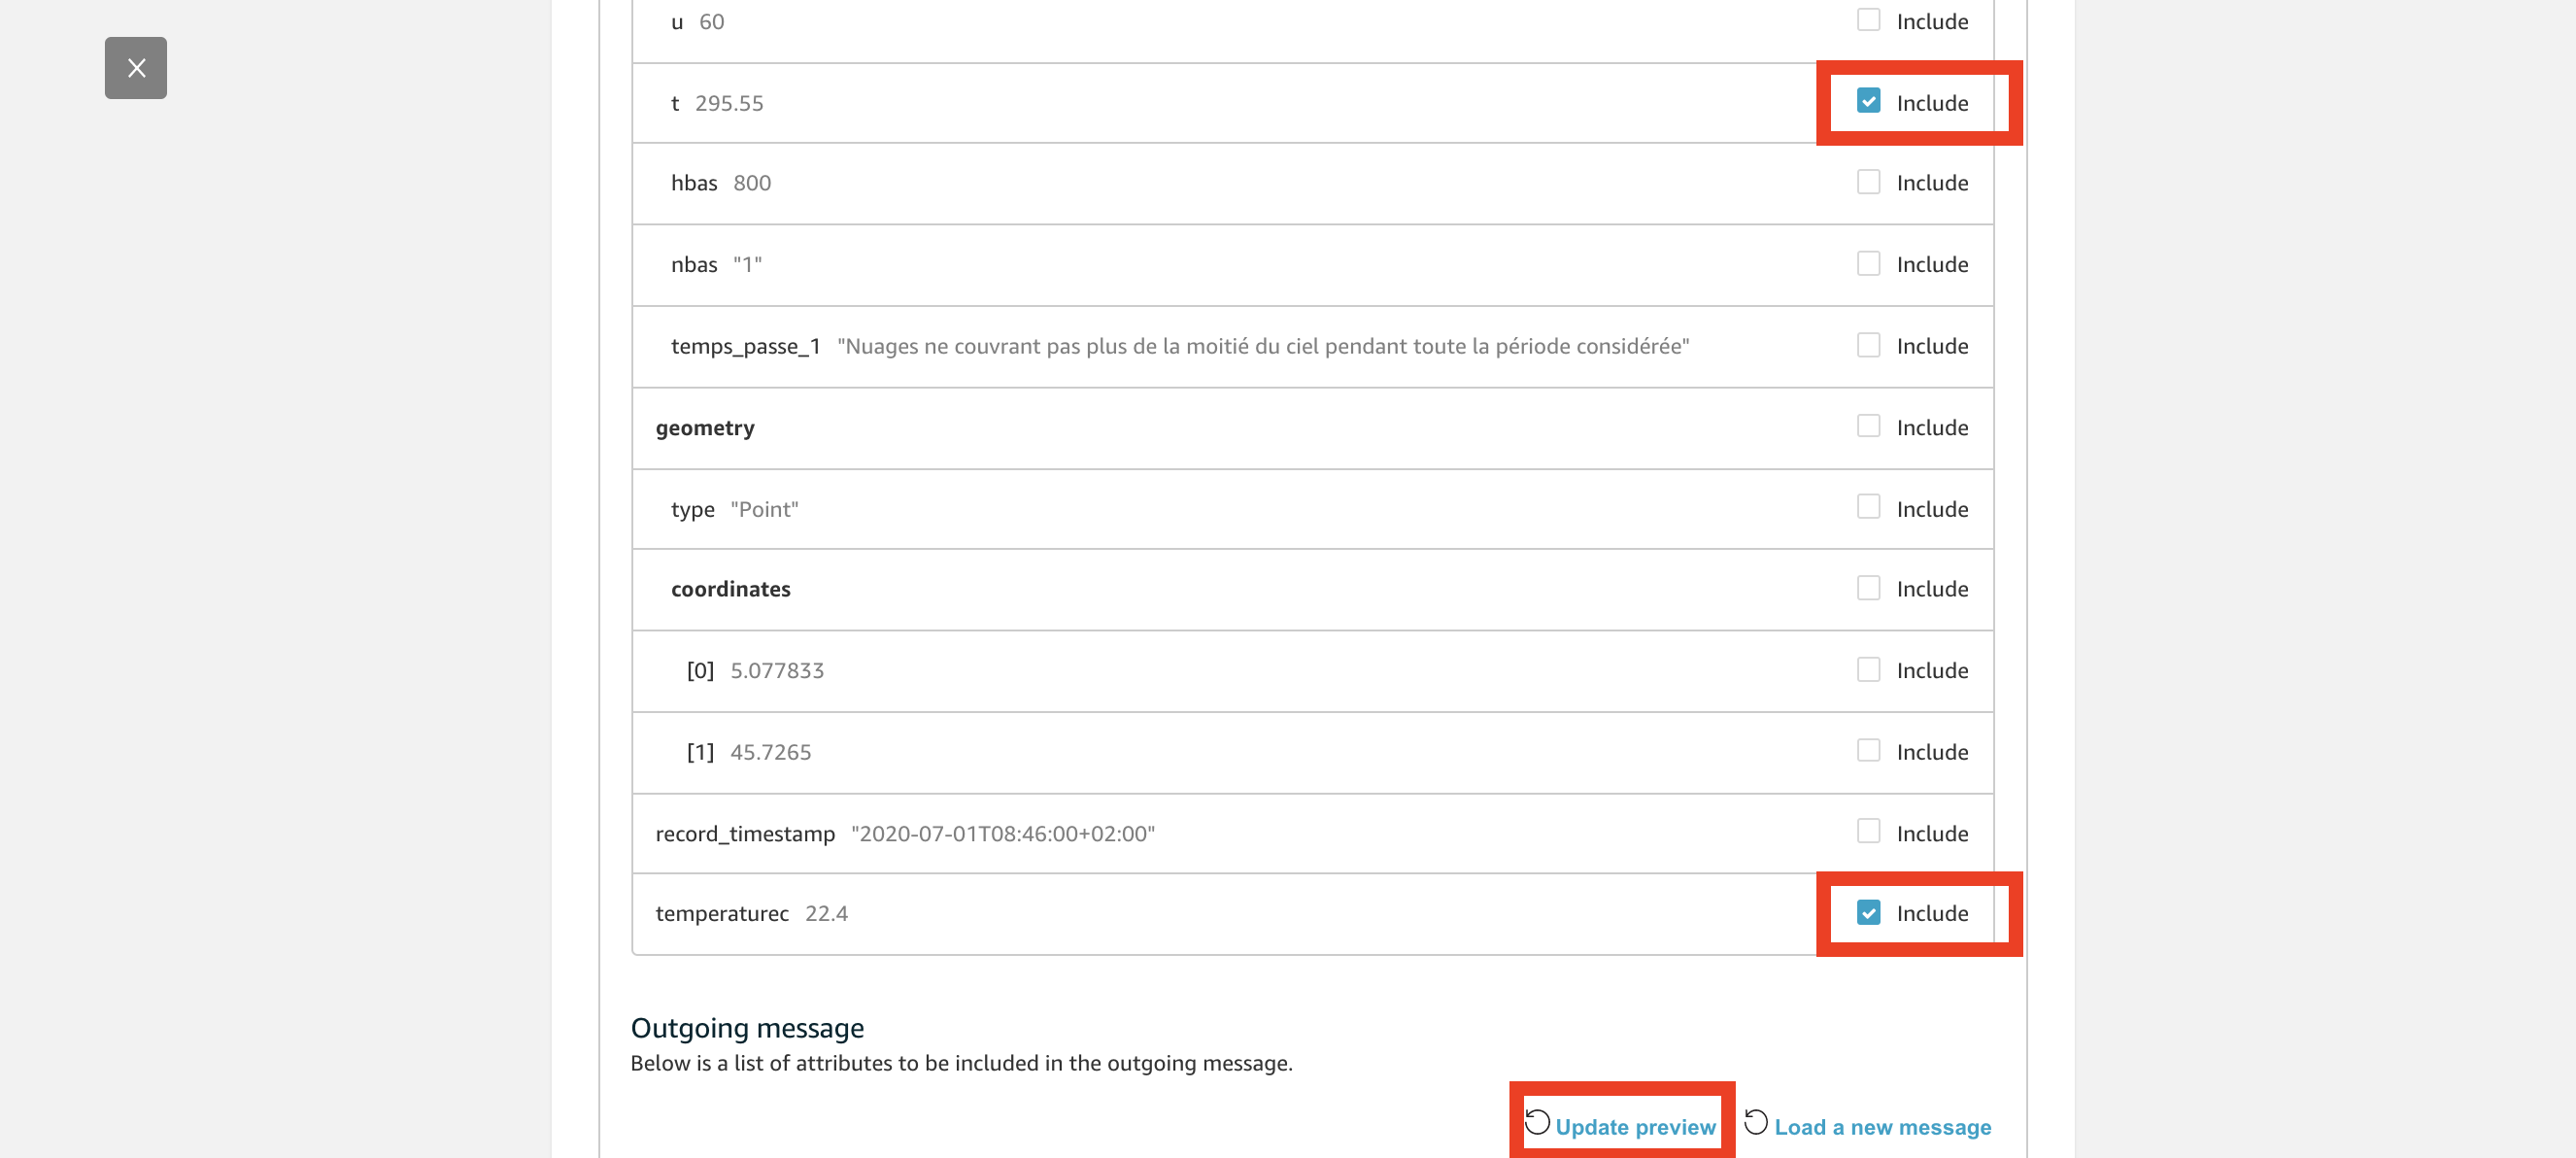 u 60 Include
t 295.55 Include
hbas 800 Include
nbas "1" Include
temps_passe_1 "Nuages ne couvrant pas plus de la moitié du ciel pendant toute la période considérée" Include
geometry Include
type "Point" Include
coordinates Include
[0] 5.077833 Include
[1] 45.7265 Include
record_timestamp "2020-07-01T08:46:00+02:00" Include
temperaturec 22.4 Include
Outgoing message
Below is a list of attributes to be included in the outgoing message.
Update preview Load a new message